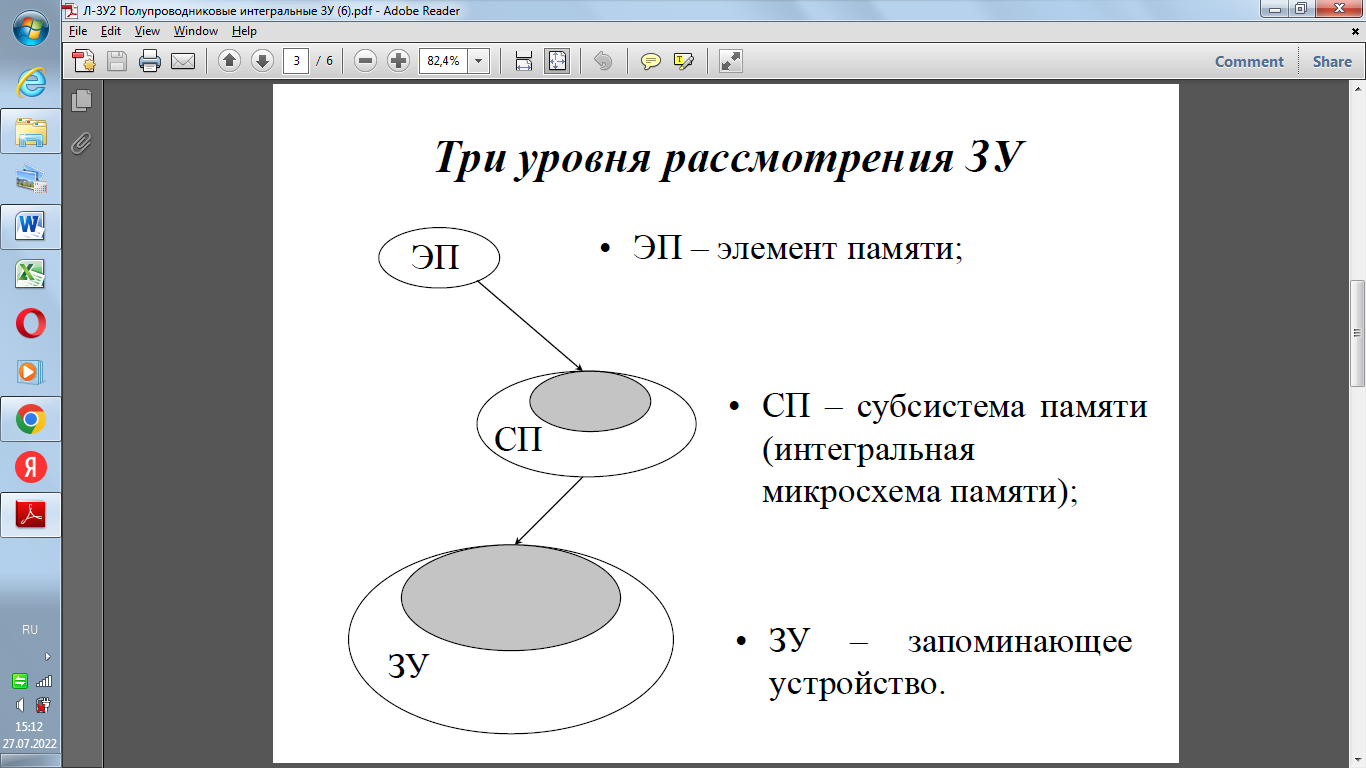 Л-ЗУ2 Полупроводниковые интегральные ЗУ (6).pdf - Adobe Reader
File Edit View Window Help
3 / 6 82,4% Comment Share
Три уровня рассмотрения ЗУ
ЭП
• ЭП – элемент памяти;
СП
• СП – субсистема памяти
(интегральная
микросхема памяти);
ЗУ
• ЗУ – запоминающее
устройство.
RU
15:12
27.07.2022